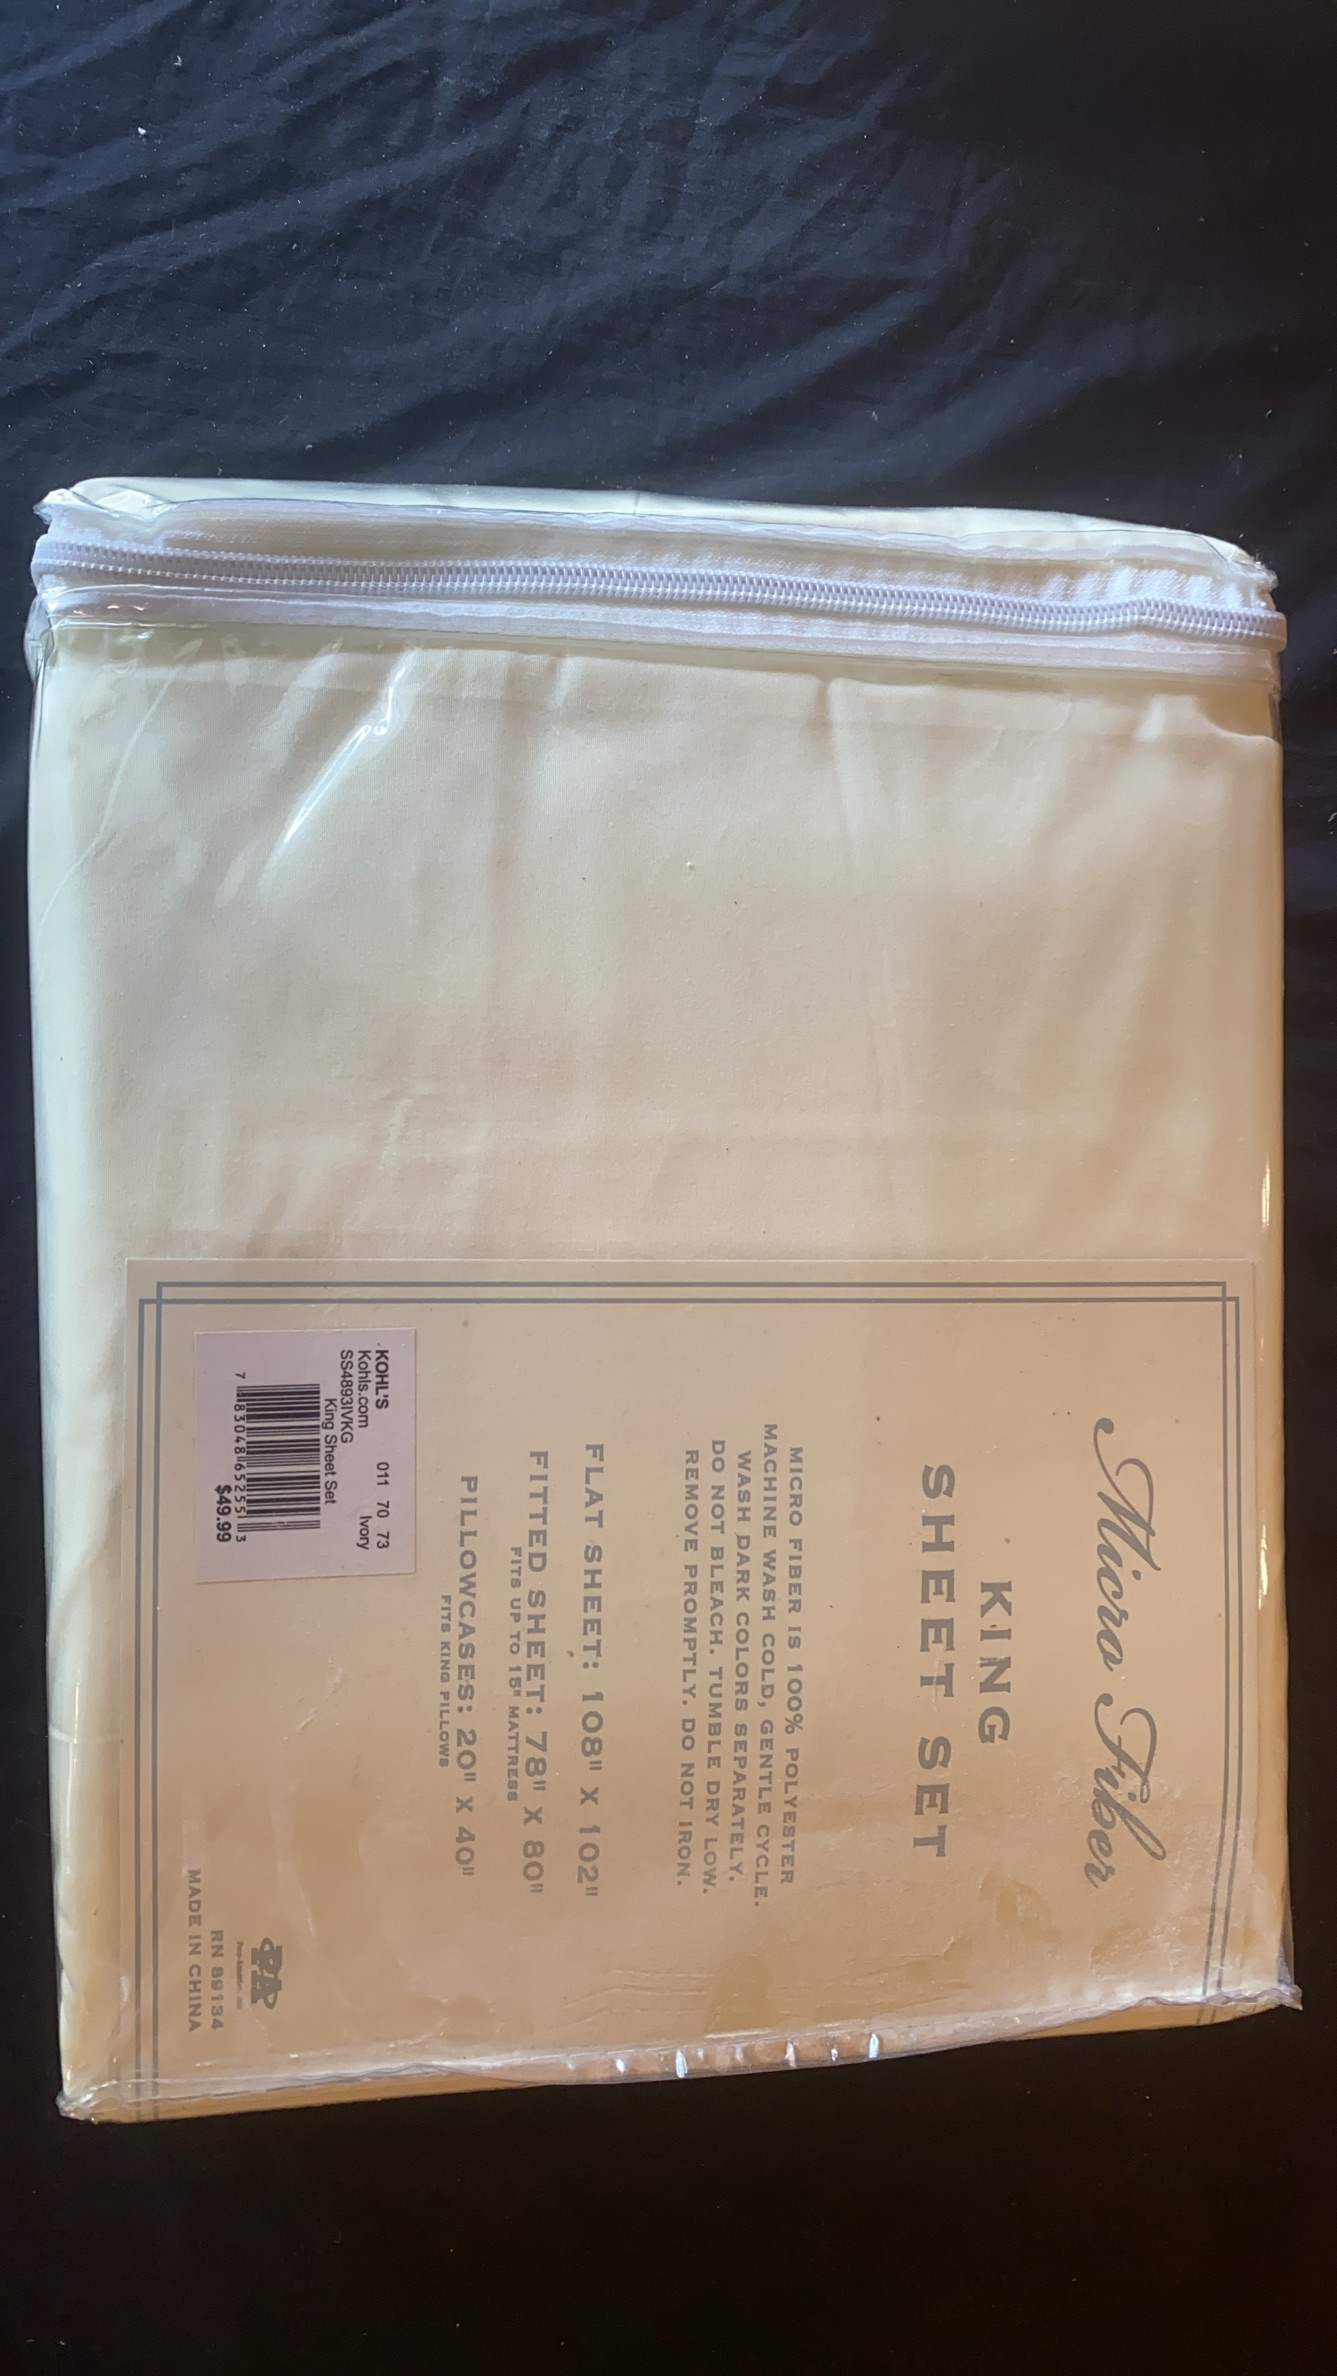 Micro Fiber
KING
SHEET SET
MICRO FIBER IS 100% POLYESTER
MACHINE WASH COLD, GENTLE CYCLE.
WASH DARK COLORS SEPARATELY.
DO NOT BLEACH. TUMBLE DRY LOW.
REMOVE PROMPTLY. DO NOT IRON.
FLAT SHEET: 108" X 102"
FITTED SHEET: 78" X 80"
FITS UP TO 15" MATTRESS
PILLOWCASES: 20" X 40"
FITS KING PILLOWS
KOHL'S 011 70 73
Kohls.com Ivory
SS4893IVKG
King Sheet Set
7 83048 65255 3
$49.99
PA
RN 89134
MADE IN CHINA